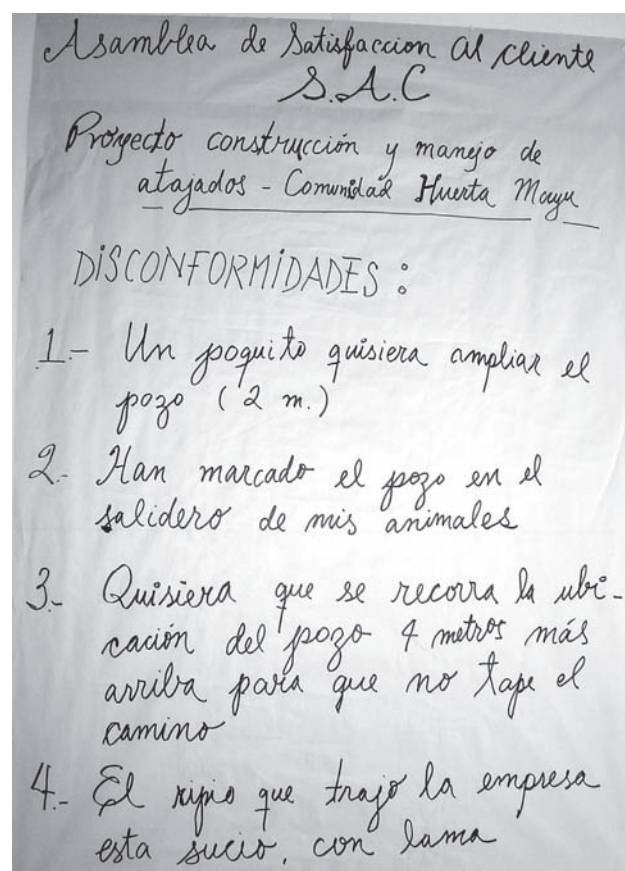 Asamblea de Satisfaccion al cliente
S.A.C
Proyecto construcción y manejo de
atajados - Comunidad Huerta Mayu
DISCONFORMIDADES :
1.- Un poquito quisiera ampliar el
pozo (2 m.)
2.- Han marcado el pozo en el
salidero de mis animales
3.- Quisiera que se recorra la ubi-
cación del pozo 4 metros más
arriba para que no tape el
camino
4.- El ripio que trajo la empresa
esta sucio, con lama